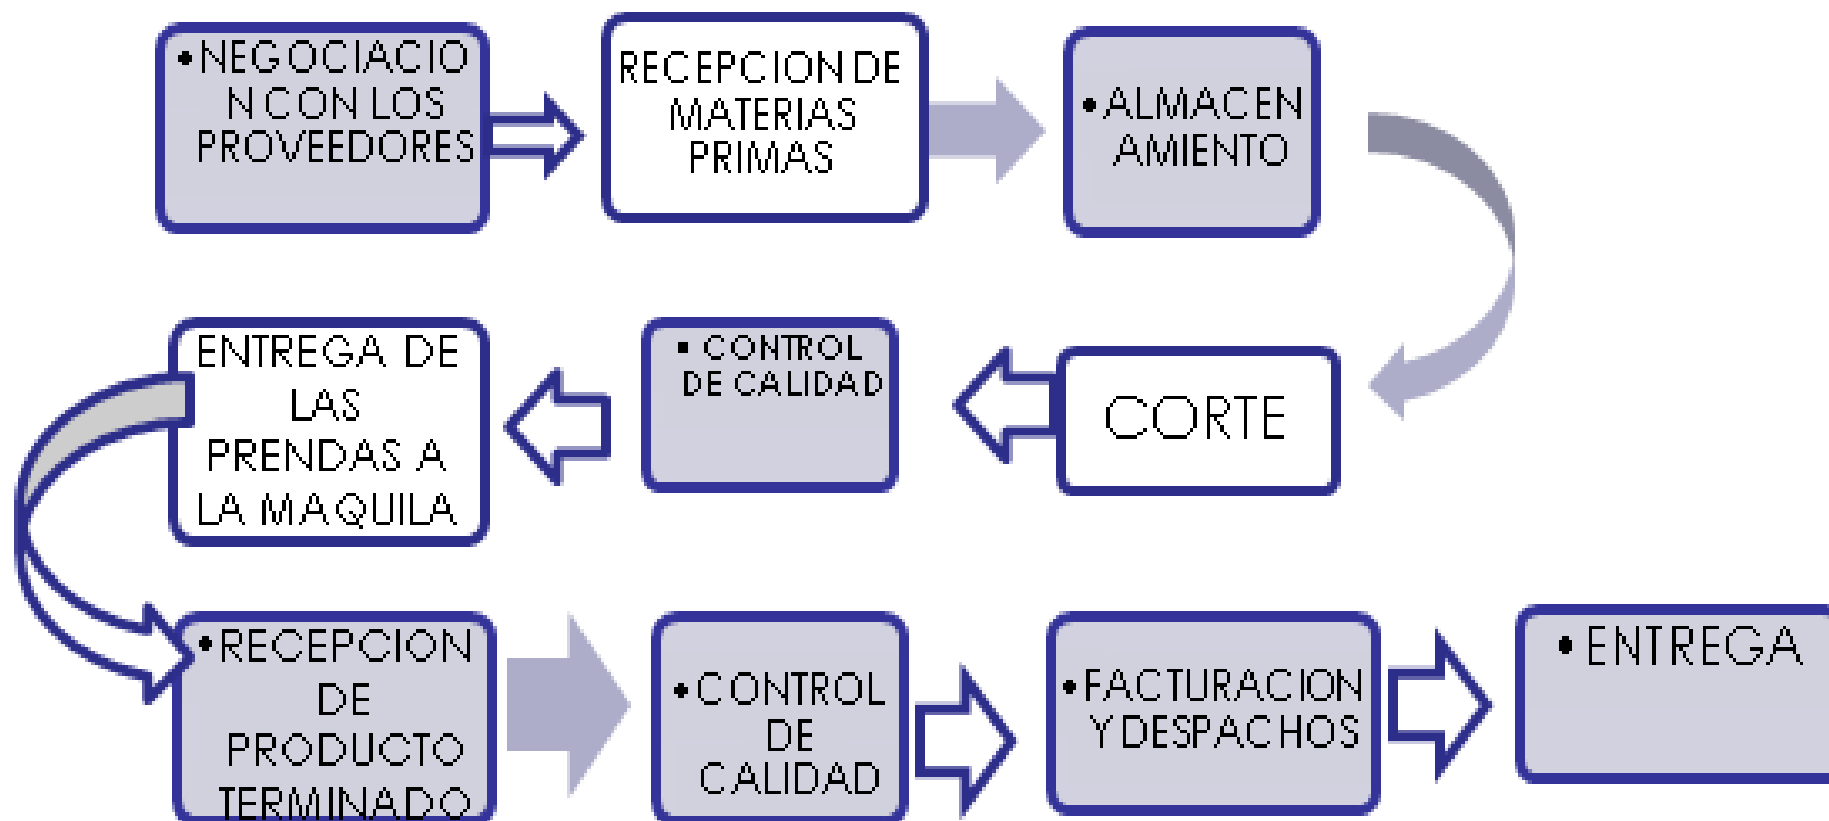 • NEGOCIACIO
N CON LOS
PROVEEDORES
RECEPCION DE
MATERIAS
PRIMAS
• ALMACEN
AMIENTO
CORTE
• CONTROL
DE CALIDAD
ENTREGA DE
LAS
PRENDAS A
LA MAQUILA
• RECEPCION
DE
PRODUCTO
TERMINADO
• CONTROL
DE
CALIDAD
• FACTURACION
Y DESPACHOS
• ENTREGA